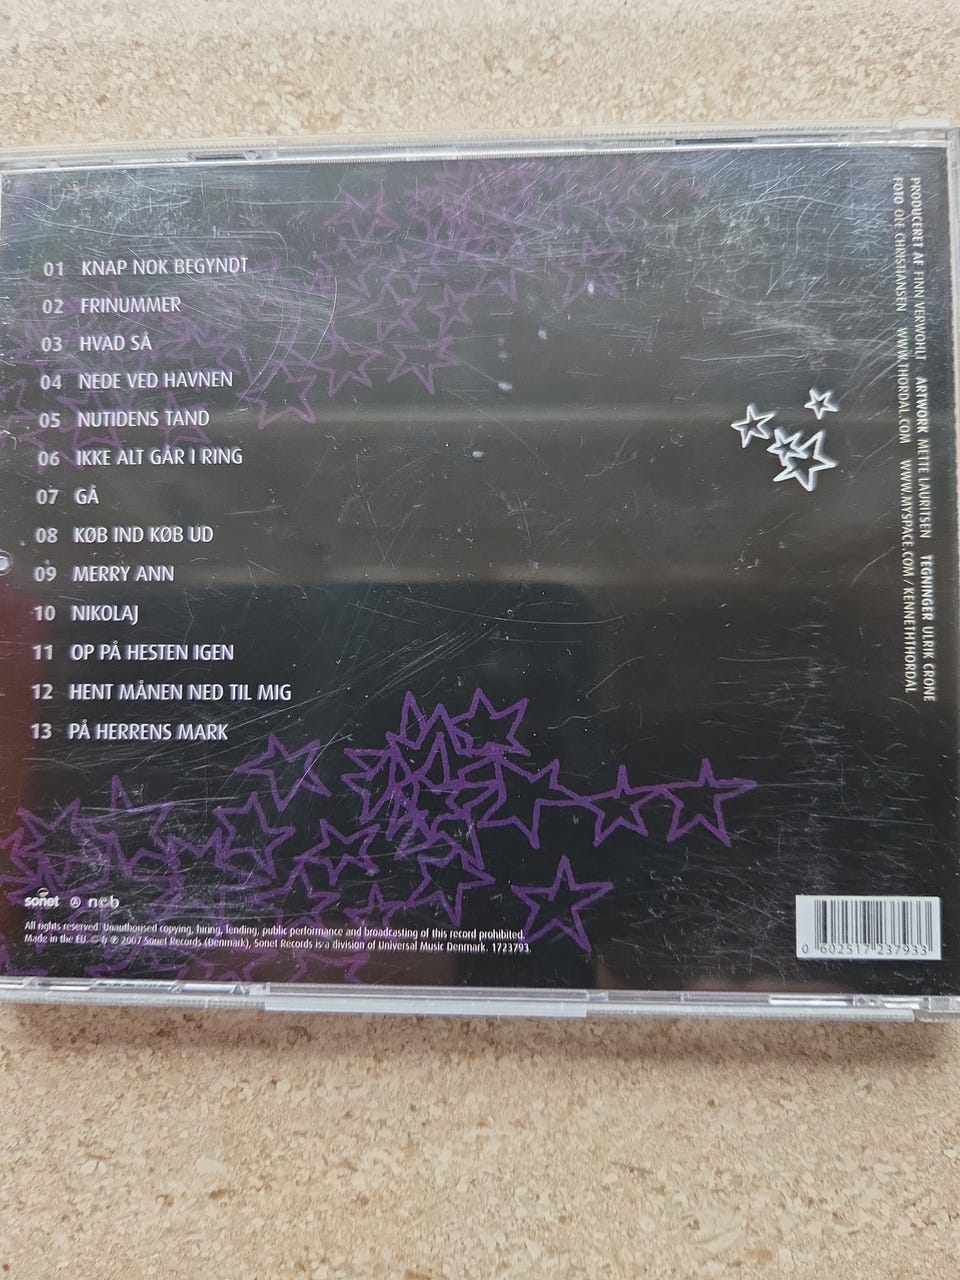 01 KNAP NOK BEGYNDT
02 FRINUMMER
03 HVAD SÅ
04 NEDE VED HAVNEN
05 NUTIDENS TAND
06 IKKE ALT GÅR I RING
07 GÅ
08 KØB IND KØB UD
09 MERRY ANN
10 NIKOLAJ
11 OP PÅ HESTEN IGEN
12 HENT MÅNEN NED TIL MIG
13 PÅ HERRENS MARK
PRODUCERET AF FINN VERWOHLT ARTWORK METTE LAURITSEN TEGNINGER ULRIK CRONE
FOTO OLE CHRISTIANSEN WWW.THORDAL.COM WWW.MYSPACE.COM/KENNETHTHORDAL
sonet ncb
All rights reserved. Unauthorised copying, hiring, lending, public performance and broadcasting of this record prohibited.
Made in the EU. © & ℗ 2007 Sonet Records (Denmark), Sonet Records is a division of Universal Music Denmark. 1723793.
0 602517 237933